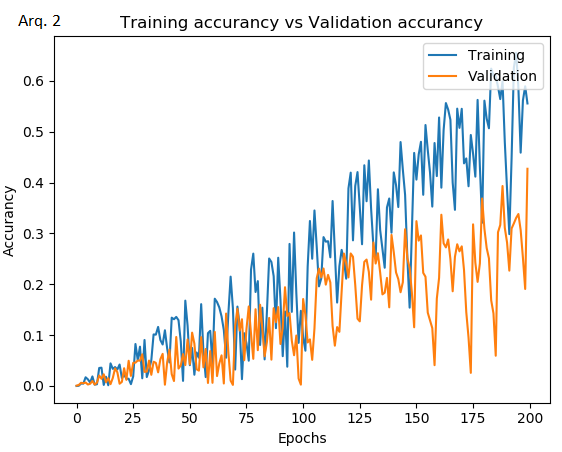 Arq. 2
Training accurancy vs Validation accurancy
Training
Validation
0.6
0.5
0.4
0.3
0.2
0.1
0.0
Accurancy
0 25 50 75 100 125 150 175 200
Epochs